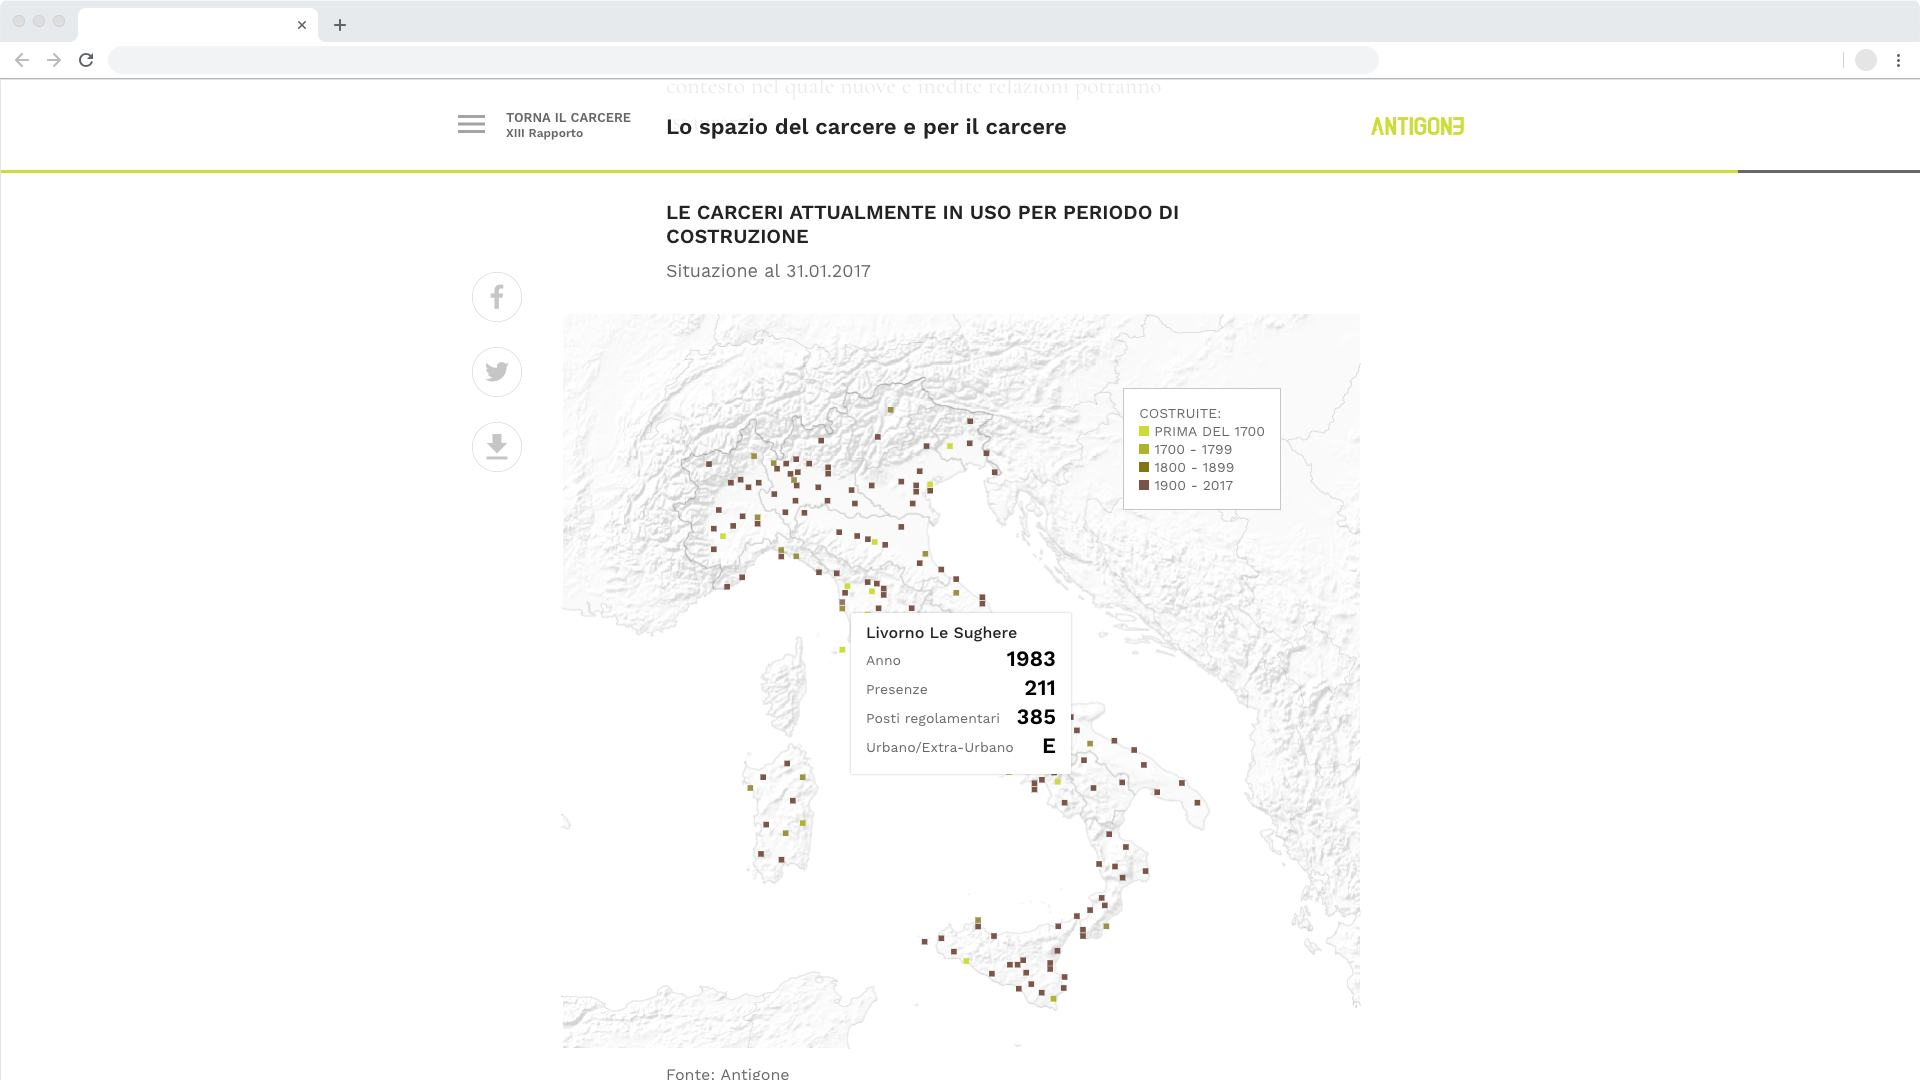 contesto nel quale nuove e inedite relazioni potranno
TORNA IL CARCERE
XIII Rapporto
Lo spazio del carcere e per il carcere
ANTIGONE
LE CARCERI ATTUALMENTE IN USO PER PERIODO DI
COSTRUZIONE
Situazione al 31.01.2017
COSTRUITE:
PRIMA DEL 1700
1700 - 1799
1800 - 1899
1900 - 2017
Livorno Le Sughere
Anno 1983
Presenze 211
Posti regolamentari 385
Urbano/Extra-Urbano E
Fonte: Antigone